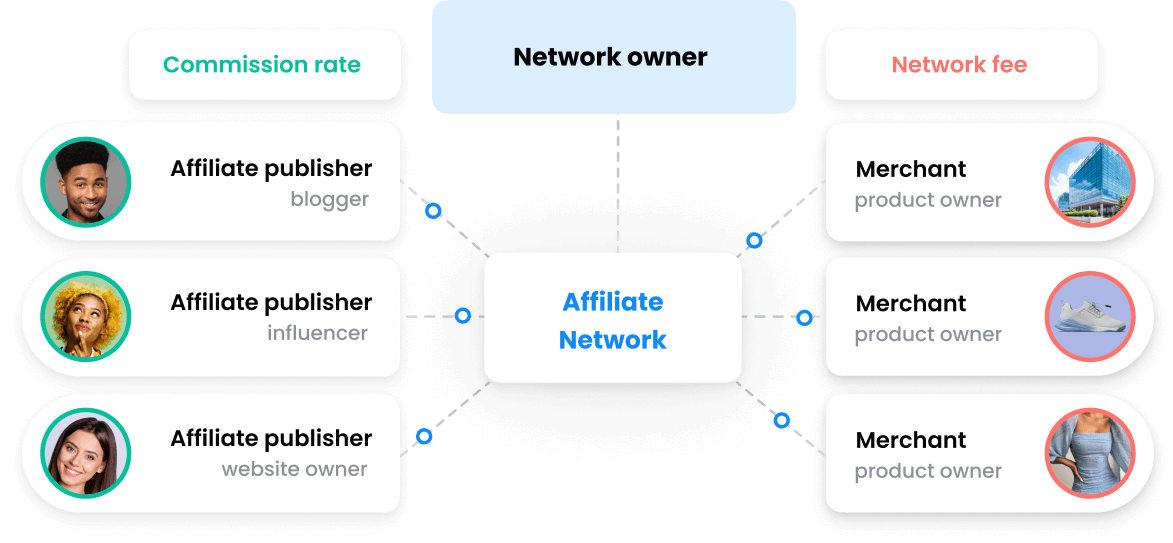 Commission rate
Network owner
Network fee
Affiliate publisher
blogger
Affiliate publisher
influencer
Affiliate publisher
website owner
Affiliate
Network
Merchant
product owner
Merchant
product owner
Merchant
product owner